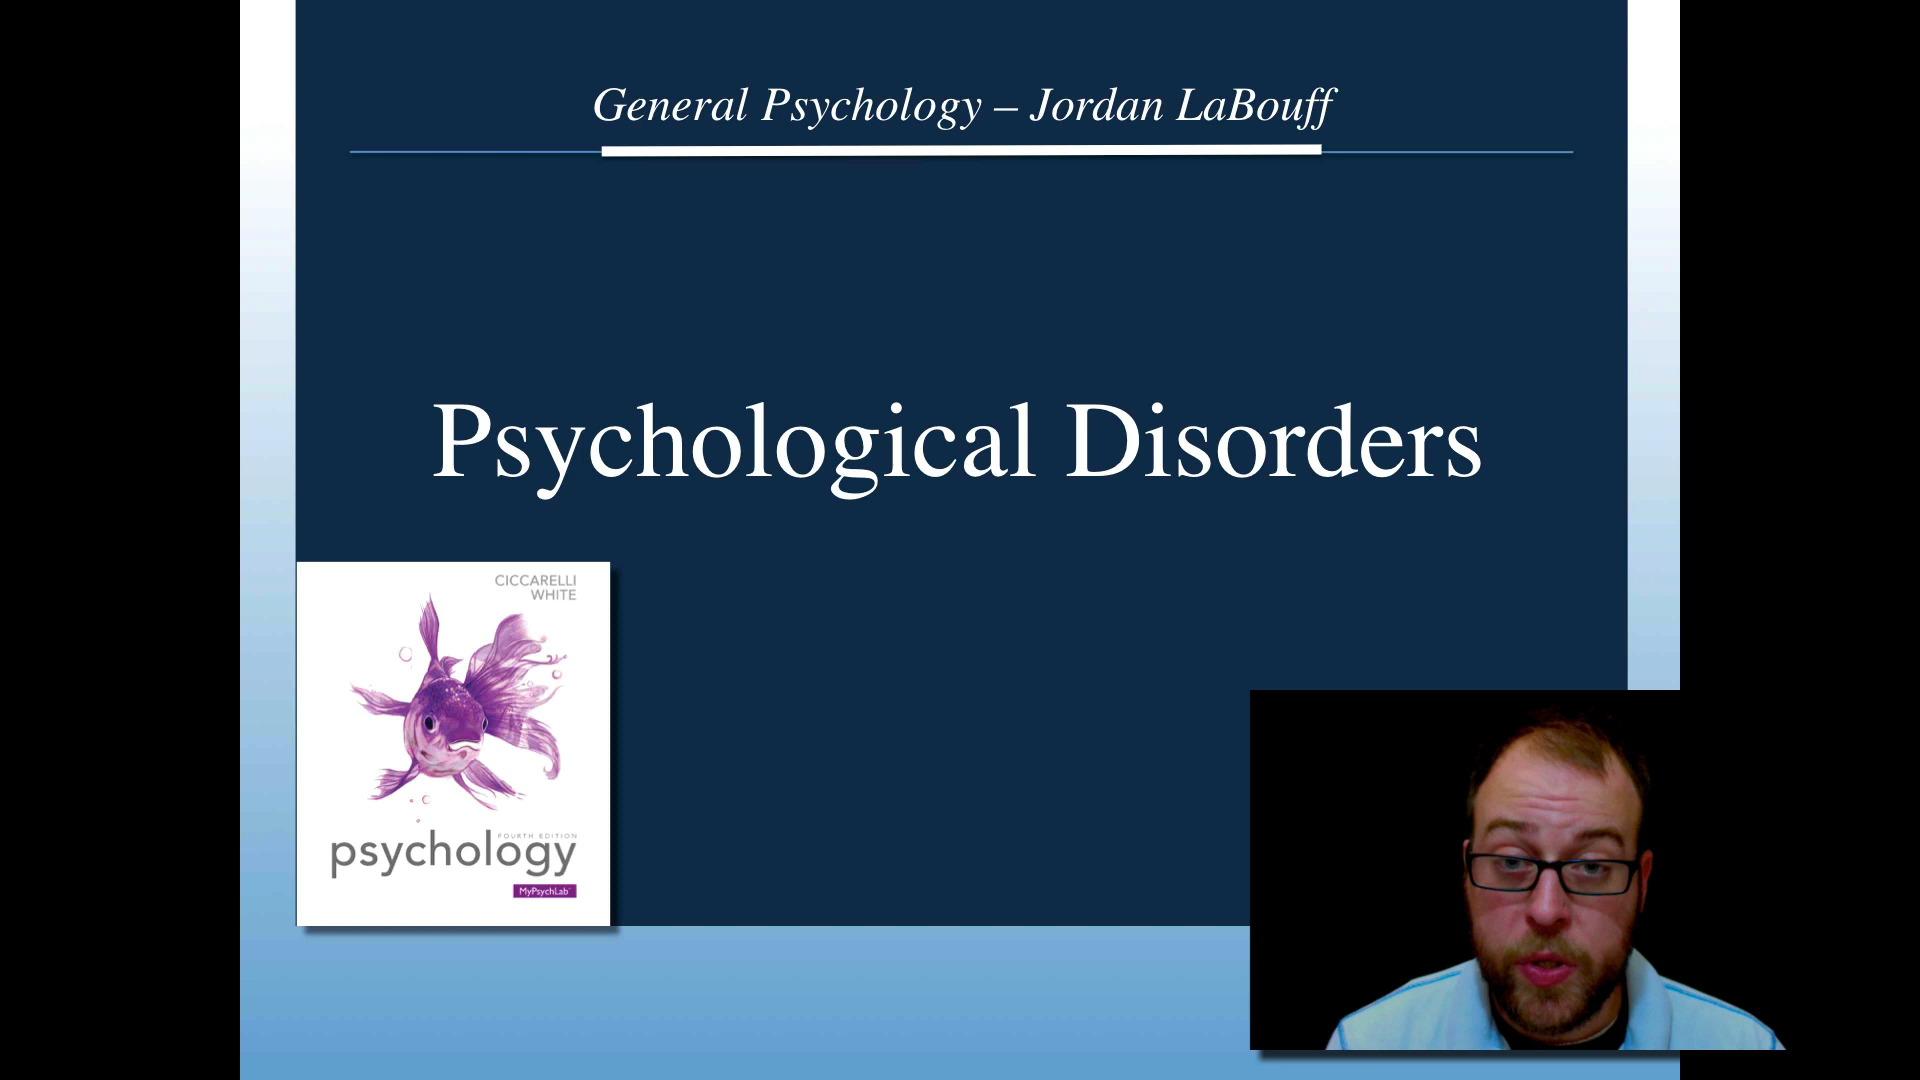 General Psychology – Jordan LaBouff
Psychological Disorders
CICCARELLI
WHITE
FOURTH EDITION
psychology
MyPsychLab